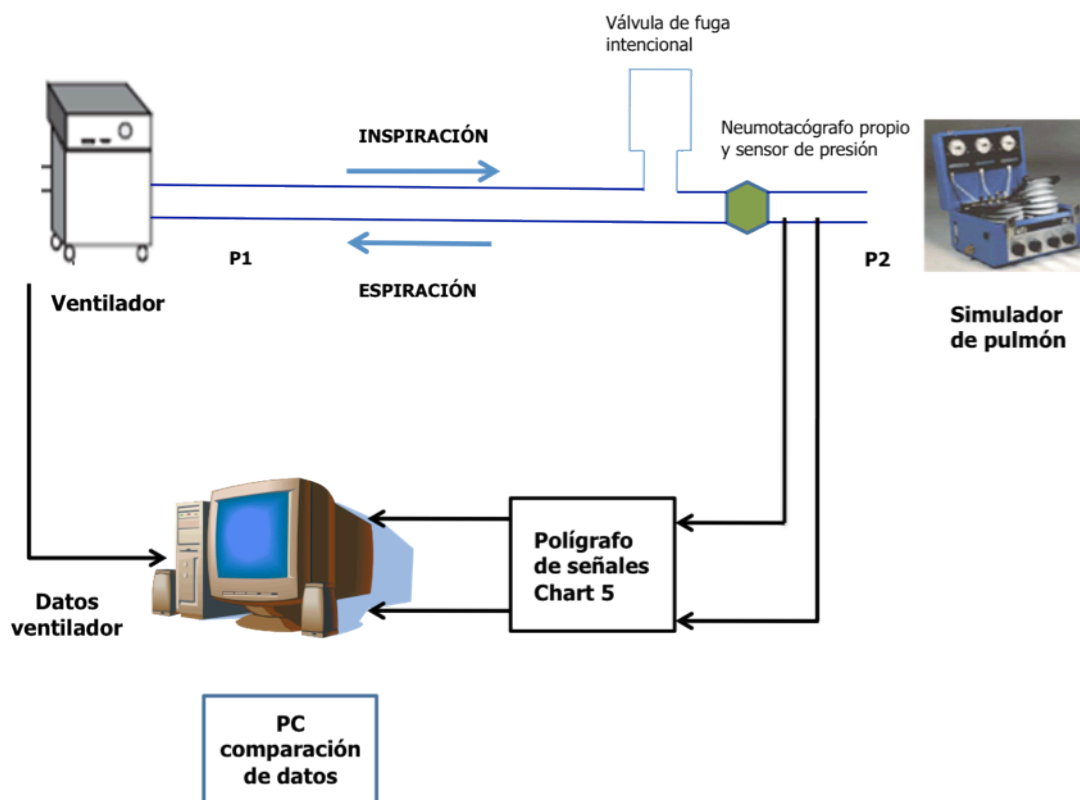 Válvula de fuga
intencional
INSPIRACIÓN
Neumotacógrafo propio
y sensor de presión
P1
P2
ESPIRACIÓN
Ventilador
Simulador
de pulmón
Polígrafo
de señales
Chart 5
Datos
ventilador
PC
comparación
de datos